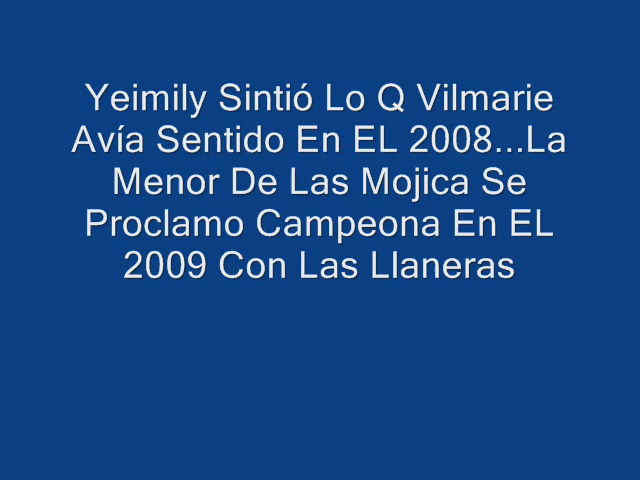 Yeimily Sintió Lo Q Vilmarie
Avía Sentido En EL 2008...La
Menor De Las Mojica Se
Proclamo Campeona En EL
2009 Con Las Llaneras